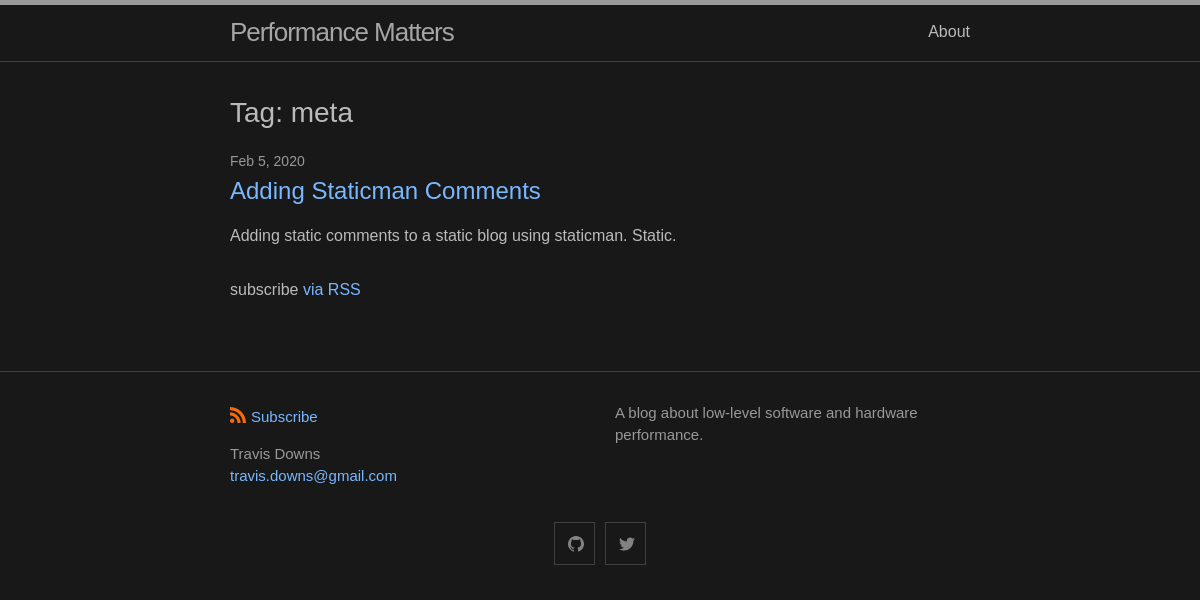 Performance Matters
About
Tag: meta
Feb 5, 2020
Adding Staticman Comments
Adding static comments to a static blog using staticman. Static.
subscribe via RSS
Subscribe
Travis Downs
travis.downs@gmail.com
A blog about low-level software and hardware
performance.